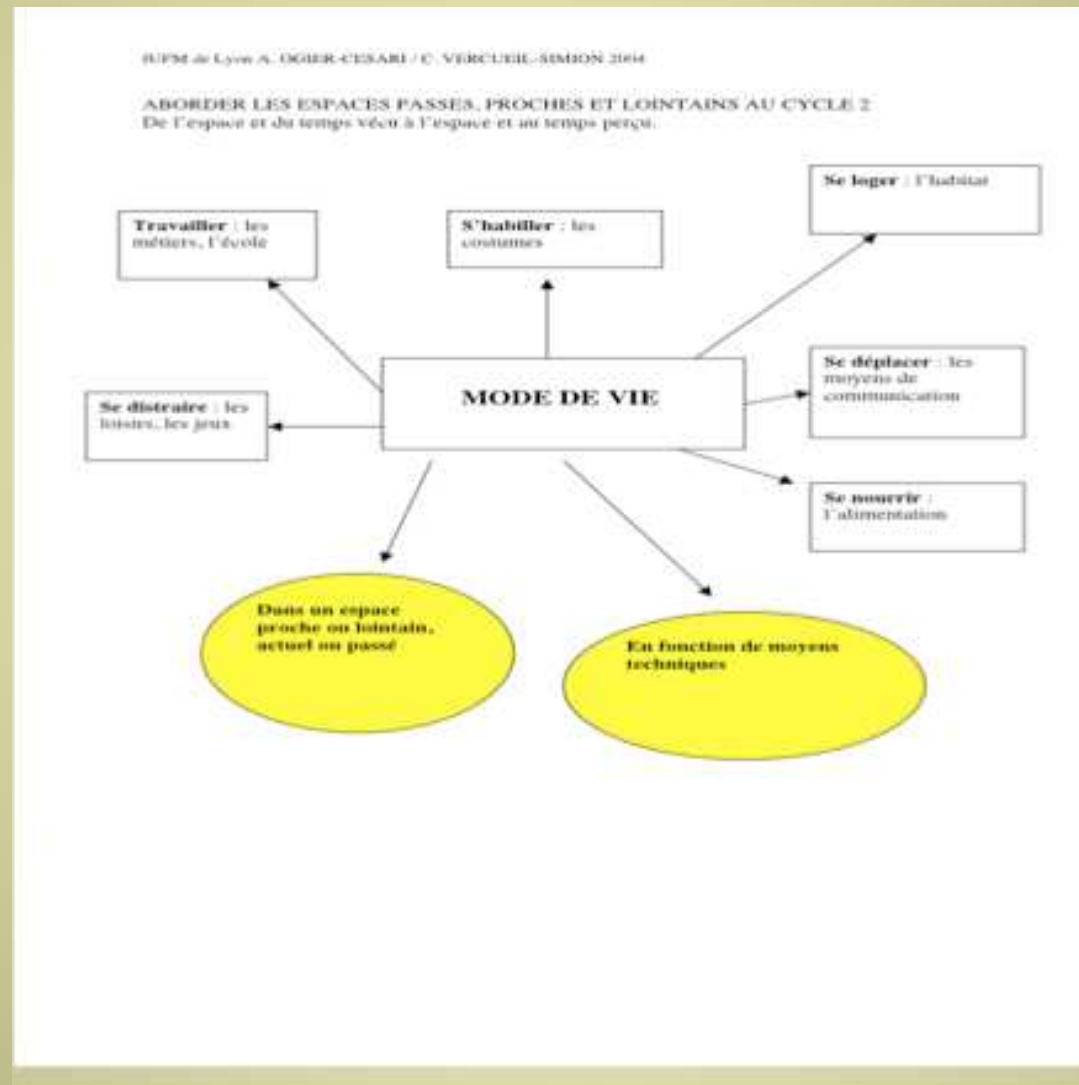 IUFM de Lyon A. OGIER-CESARI / C. VERCUEIL-SIMION 2004
ABORDER LES ESPACES PASSES, PROCHES ET LOINTAINS AU CYCLE 2
De l'espace et du temps vécu à l'espace et au temps perçu.
Se loger : l'habitat
Travailler : les
métiers, l'école
S'habiller : les
costumes
MODE DE VIE
Se déplacer : les
moyens de
communication
Se distraire : les
loisirs, les jeux
Se nourrir :
l'alimentation
Dans un espace
proche ou lointain,
actuel ou passé
En fonction de moyens
techniques